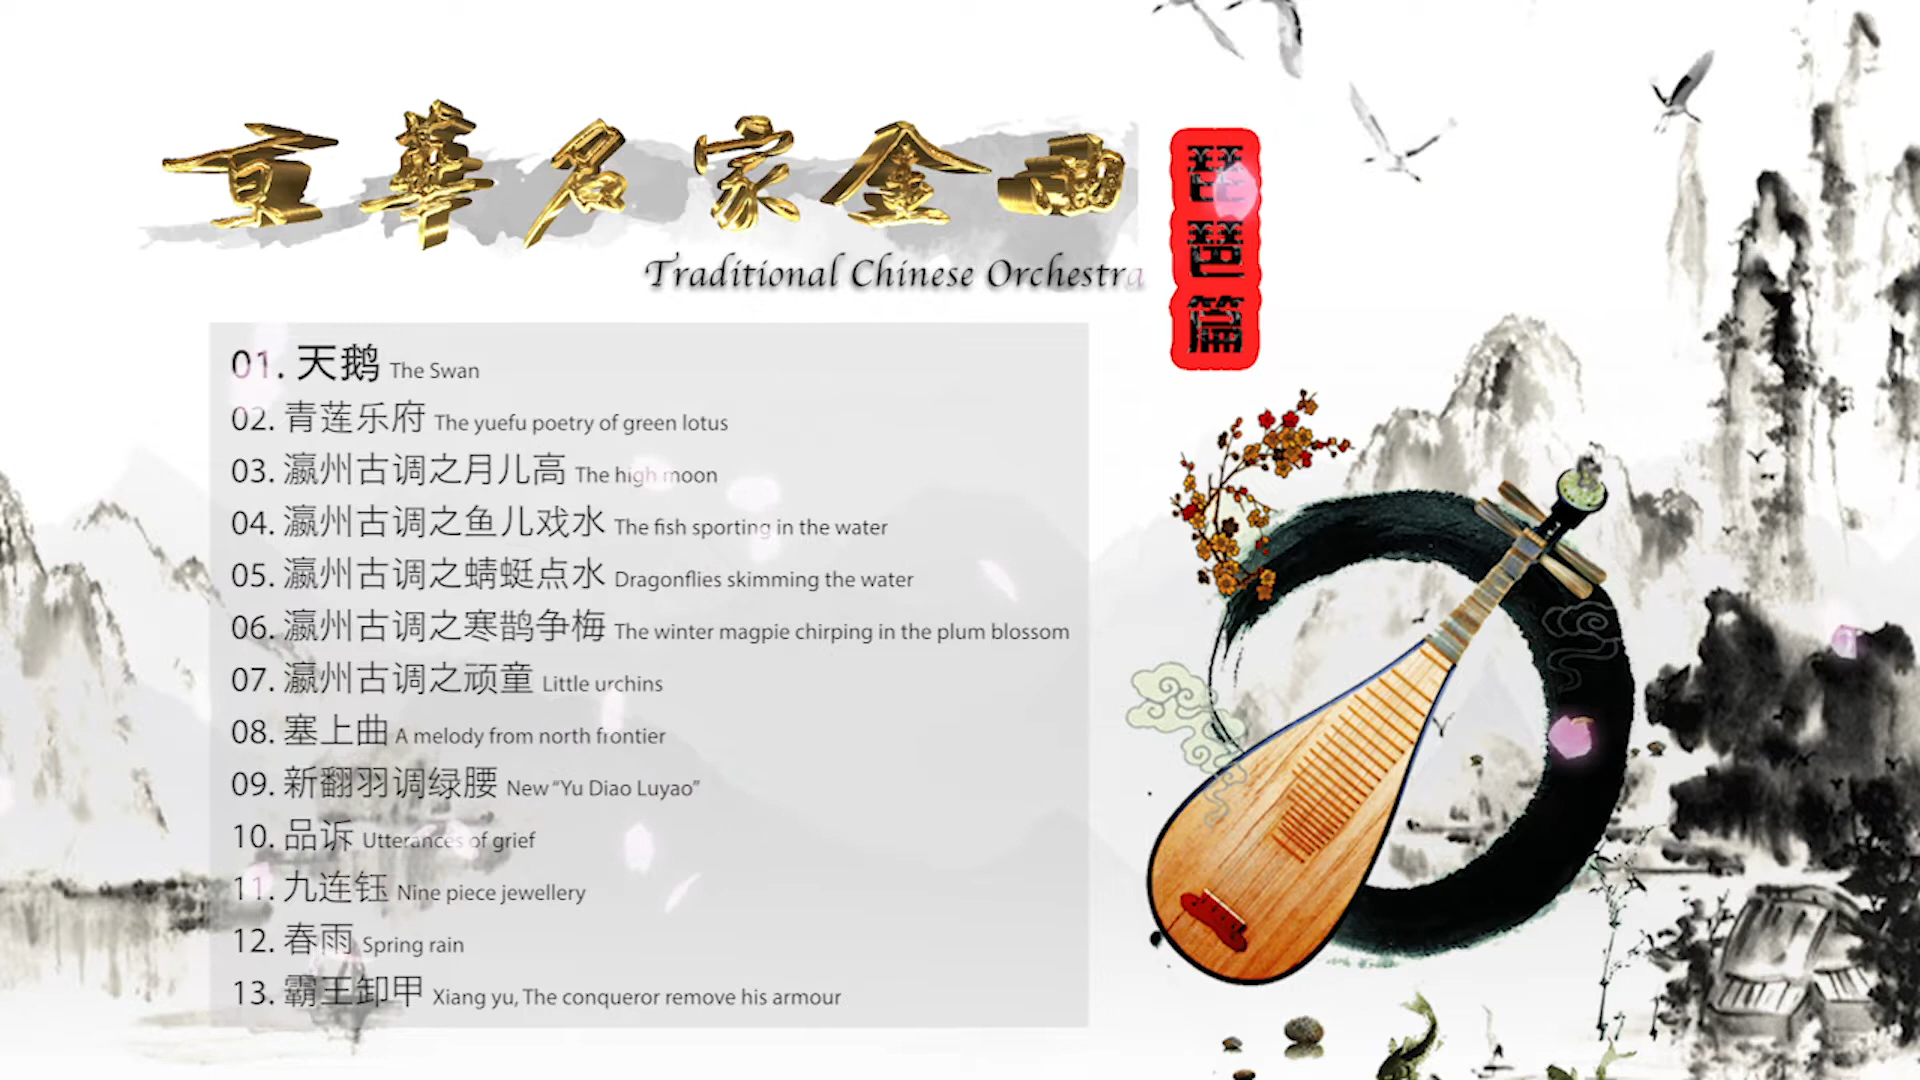 京華名家金曲
Traditional Chinese Orchestra
琵琶篇
01. 天鹅 The Swan
02. 青莲乐府 The yuefu poetry of green lotus
03. 瀛州古调之月儿高 The high moon
04. 瀛州古调之鱼儿戏水 The fish sporting in the water
05. 瀛州古调之蜻蜓点水 Dragonflies skimming the water
06. 瀛州古调之寒鹊争梅 The winter magpie chirping in the plum blossom
07. 瀛州古调之顽童 Little urchins
08. 塞上曲 A melody from north frontier
09. 新翻羽调绿腰 New “Yu Diao Luyao”
10. 品诉 Utterances of grief
11. 九连钰 Nine piece jewellery
12. 春雨 Spring rain
13. 霸王卸甲 Xiang yu, The conqueror remove his armour